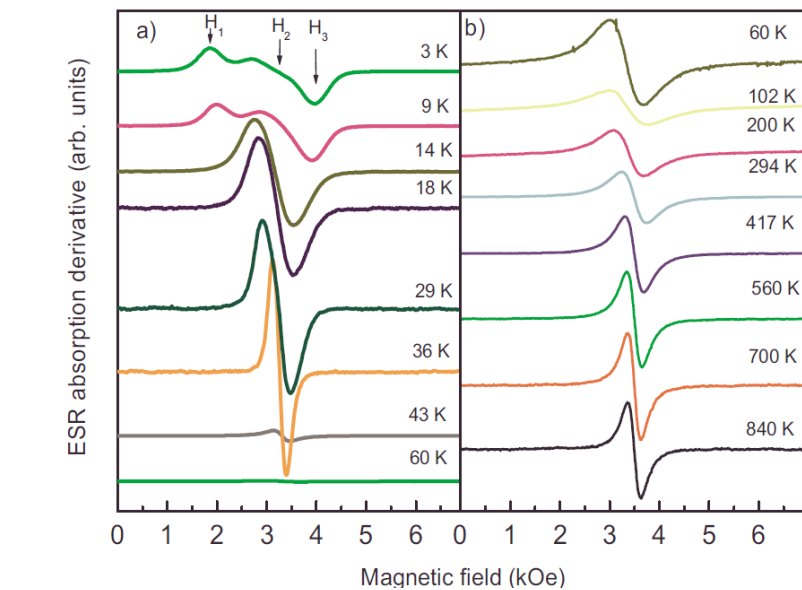 ESR absorption derivative (arb. units)
a)
H1
H2
H3
3 K
9 K
14 K
18 K
29 K
36 K
43 K
60 K
0 1 2 3 4 5 6
b)
60 K
102 K
200 K
294 K
417 K
560 K
700 K
840 K
0 1 2 3 4 5 6
Magnetic field (kOe)